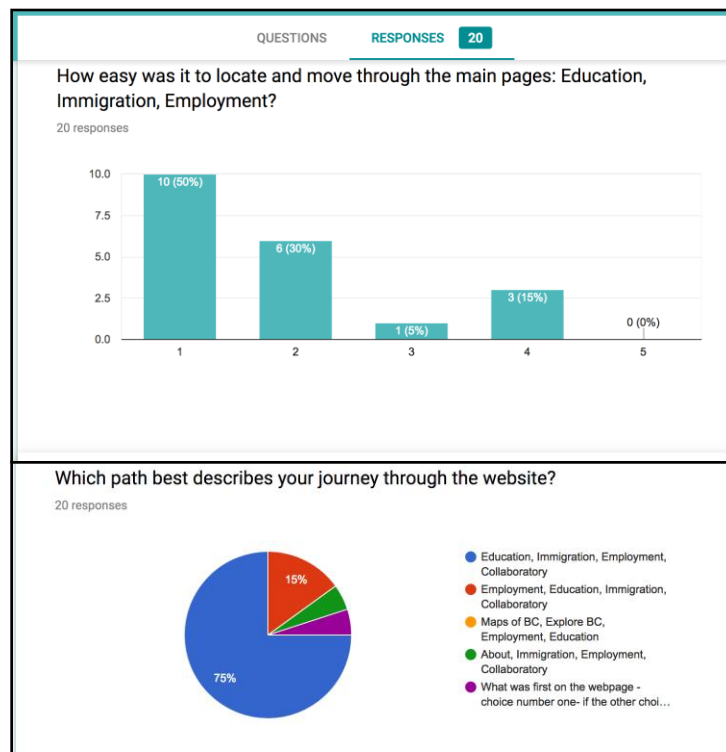 QUESTIONS RESPONSES 20
How easy was it to locate and move through the main pages: Education,
Immigration, Employment?
20 responses
10.0
7.5
5.0
2.5
0.0
10 (50%)
6 (30%)
1 (5%)
3 (15%)
0 (0%)
1 2 3 4 5
Which path best describes your journey through the website?
20 responses
15%
75%
Education, Immigration, Employment,
Collaboratory
Employment, Education, Immigration,
Collaboratory
Maps of BC, Explore BC,
Employment, Education
About, Immigration, Employment,
Collaboratory
What was first on the webpage -
choice number one- if the other choi…